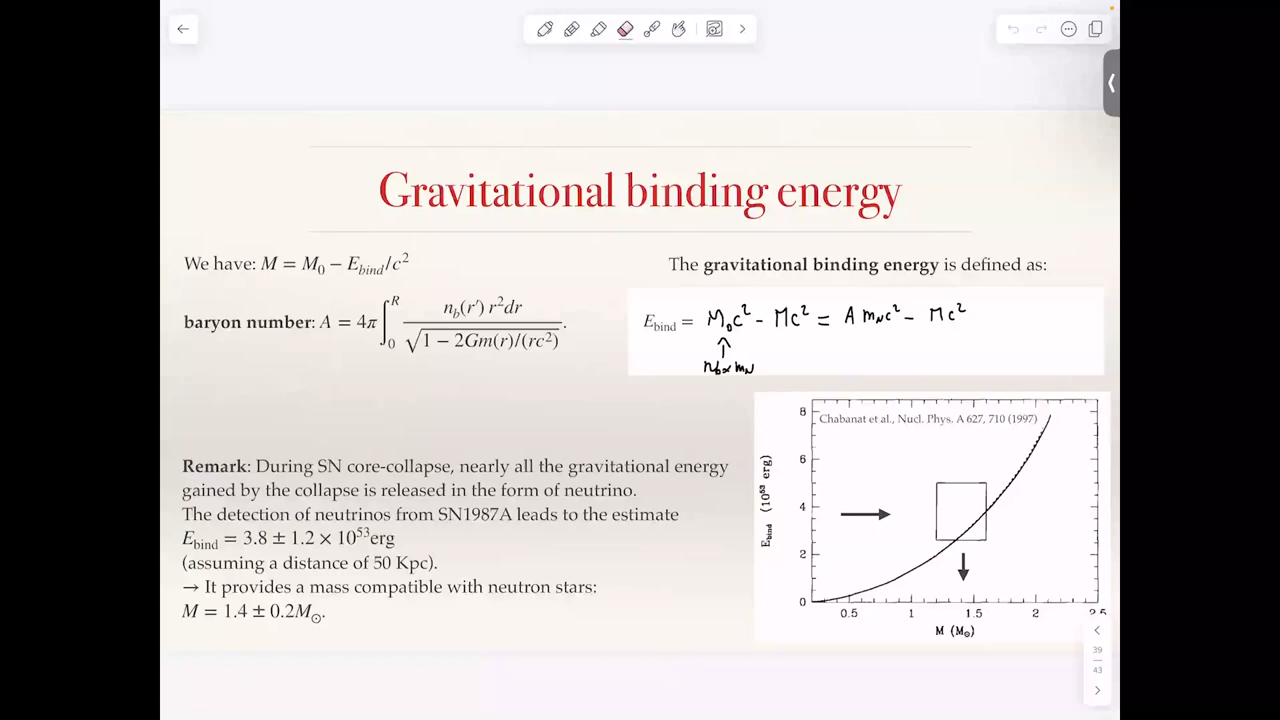 Gravitational binding energy
We have: M = M₀ − E_bind/c²
baryon number: A = 4π ∫₀ᴿ n_b(r) r²dr / √(1 − 2Gm(r)/(rc²)).
The gravitational binding energy is defined as:
E_bind = M₀c² − Mc² = A m_N c² − Mc²
↑
Remark: During SN core-collapse, nearly all the gravitational energy
gained by the collapse is released in the form of neutrino.
The detection of neutrinos from SN1987A leads to the estimate
E_bind = 3.8 ± 1.2 × 10⁵³erg
(assuming a distance of 50 Kpc).
→ It provides a mass compatible with neutron stars:
M = 1.4 ± 0.2M⊙.
Chabanat et al., Nucl. Phys. A 627, 710 (1997)
E_bind (10⁵³ erg)
8
6
4
2
0
0.5 1 1.5 2 2.5
M (M⊙)
39
43